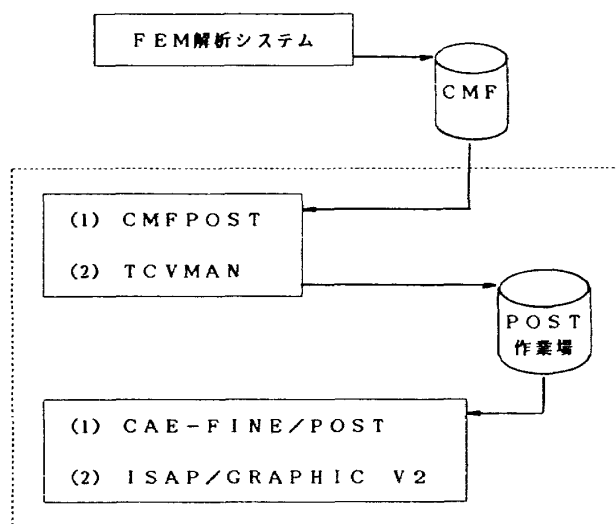 FEM解析システム
CMF
(1) CMFPOST
(2) TCVMAN
POST
作業場
(1) CAE-FINE/POST
(2) ISAP/GRAPHIC V2